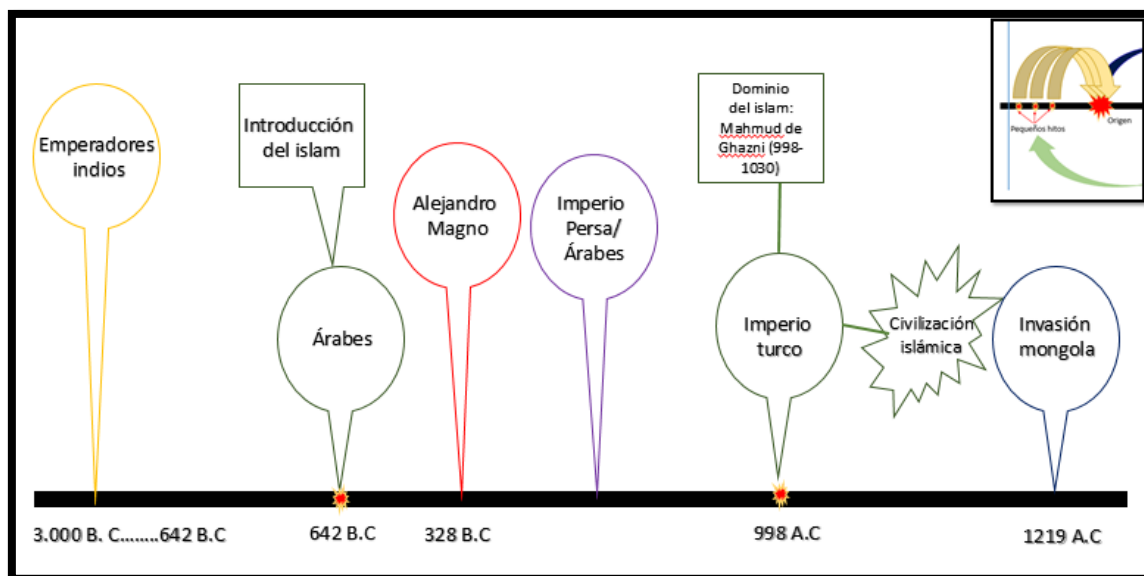 Emperadores
indios
Introducción
del islam
Árabes
Alejandro
Magno
Imperio
Persa/
Árabes
Dominio
del islam:
Mahmud de
Ghazni (998-
1030)
Imperio
turco
Civilización
islámica
Invasión
mongola
Pequeños hitos
Origen
3.000 B. C........642 B.C
642 B.C
328 B.C
998 A.C
1219 A.C